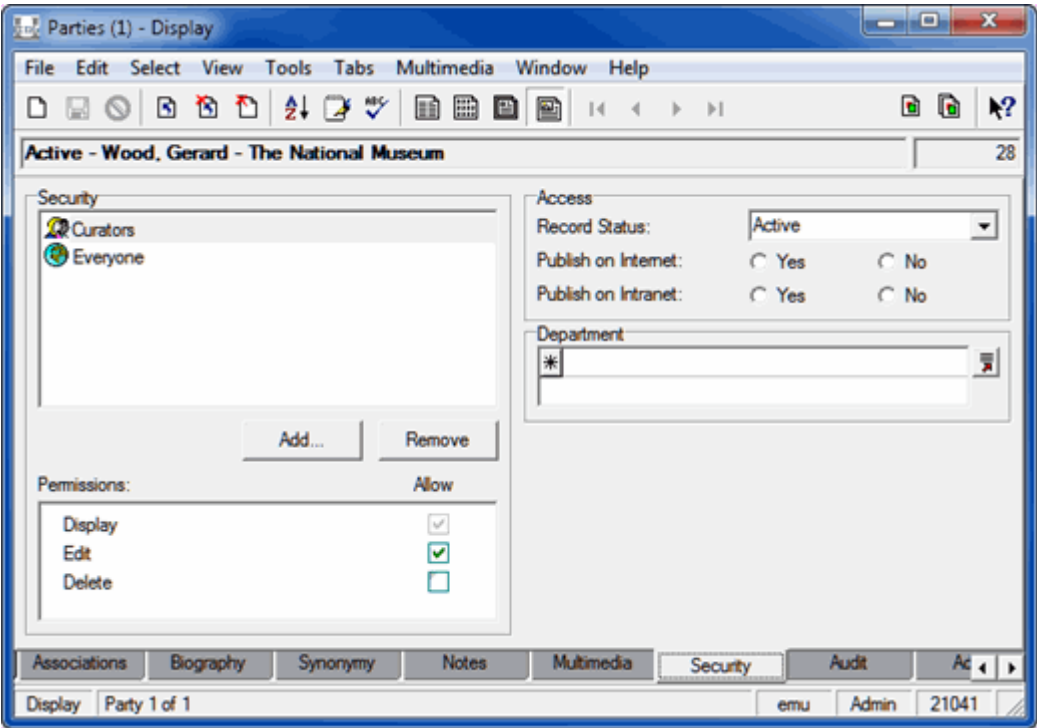 Parties (1) - Display
File Edit Select View Tools Tabs Multimedia Window Help
Active - Wood, Gerard - The National Museum 28
Security
Curators
Everyone
Add... Remove
Permissions: Allow
Display
Edit
Delete
Access
Record Status: Active
Publish on Internet: Yes No
Publish on Intranet: Yes No
Department
Associations Biography Synonymy Notes Multimedia Security Audit
Display Party 1 of 1 emu Admin 21041